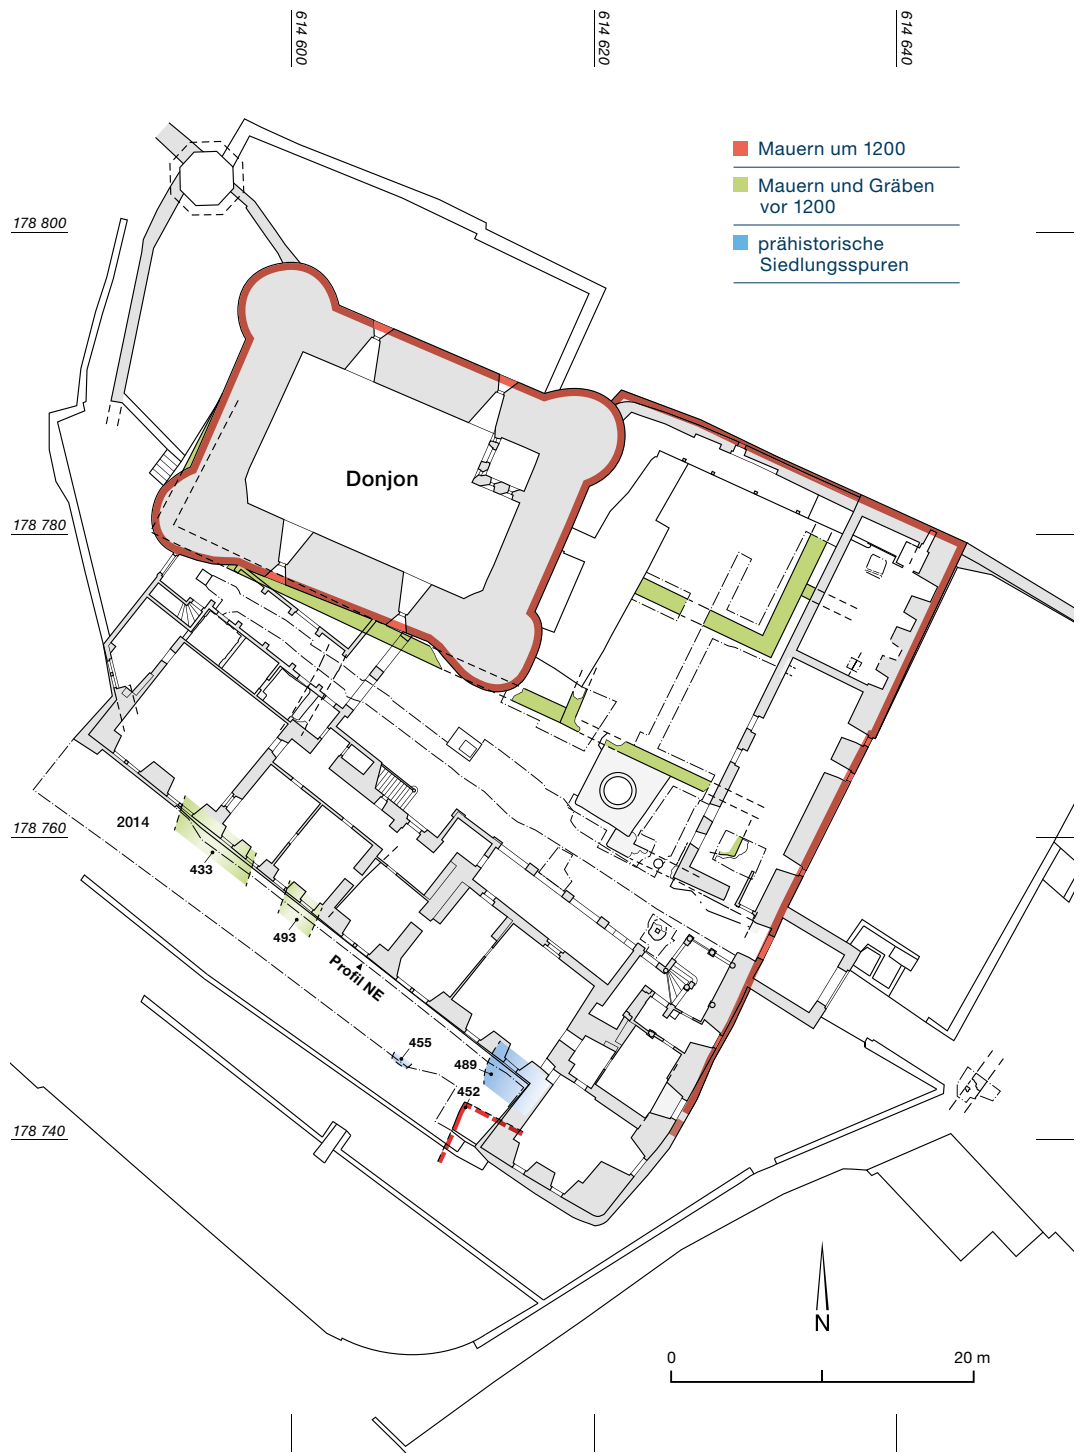 614 600
614 620
614 640
Mauern um 1200
Mauern und Gräben
vor 1200
prähistorische
Siedlungsspuren
178 800
Donjon
178 780
2014
178 760
433
493
Profil NE
455
489
452
178 740
N
0
20 m